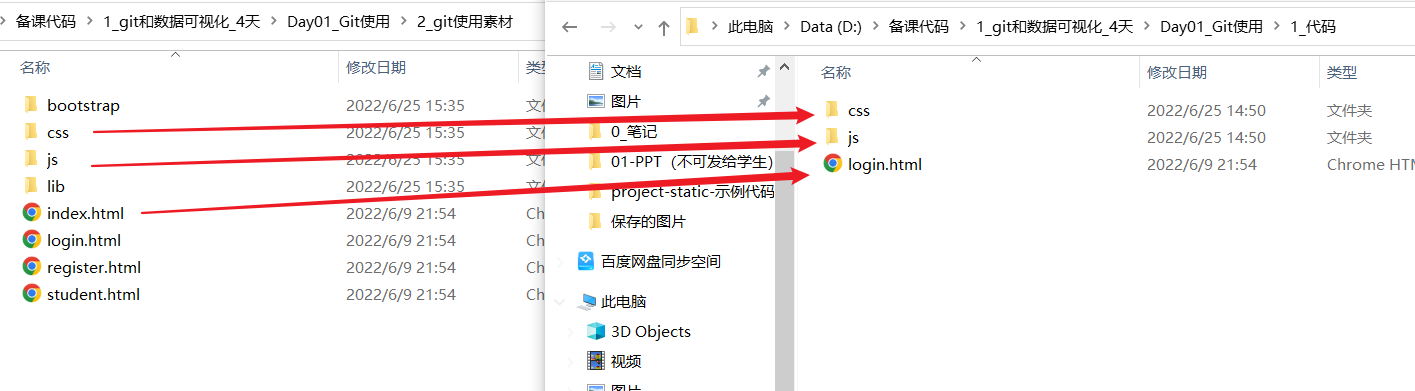 备课代码 > 1_git和数据可视化_4天 > Day01_Git使用 > 2_git使用素材
名称 修改日期 类型
bootstrap 2022/6/25 15:35 文件
css 2022/6/25 15:35 文件
js 2022/6/25 15:35 文件
lib 2022/6/25 15:35 文件
index.html 2022/6/9 21:54 Ch
login.html 2022/6/9 21:54 Ch
register.html 2022/6/9 21:54 Ch
student.html 2022/6/9 21:54 Ch
此电脑 > Data (D:) > 备课代码 > 1_git和数据可视化_4天 > Day01_Git使用 > 1_代码
文档
图片
0_笔记
01-PPT（不可发给学生）
project-static-示例代码
保存的图片
百度网盘同步空间
此电脑
3D Objects
视频
图片
名称 修改日期 类型
css 2022/6/25 14:50 文件夹
js 2022/6/25 14:50 文件夹
login.html 2022/6/9 21:54 Chrome HTM